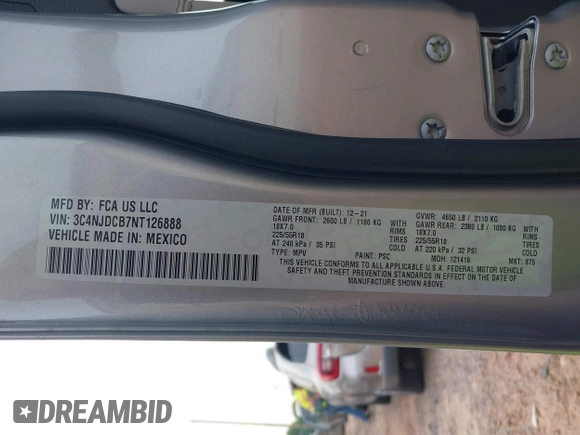 MFD BY: FCA US LLC
VIN: 3C4NJDCB7NT126888
VEHICLE MADE IN: MEXICO
DATE OF MFR (BUILT): 12-21
GAWR FRONT: 2600 LB / 1180 KG
18X7.0
225/55R18
AT 240 kPa / 35 PSI
TYPE: MPV
WITH
TIRES
RIMS
COLD
GVWR: 4650 LB / 2110 KG
GAWR REAR: 2380 LB / 1080 KG
18X7.0
225/55R18
AT 220 kPa / 32 PSI
WITH
TIRES
RIMS
COLD
PAINT: PSC
MDH: 121416
MKT: 875
THIS VEHICLE CONFORMS TO ALL APPLICABLE U.S.A. FEDERAL MOTOR VEHICLE
SAFETY AND THEFT PREVENTION STANDARDS IN EFFECT ON THE DATE OF
MANUFACTURE SHOWN ABOVE.
DREAMBID